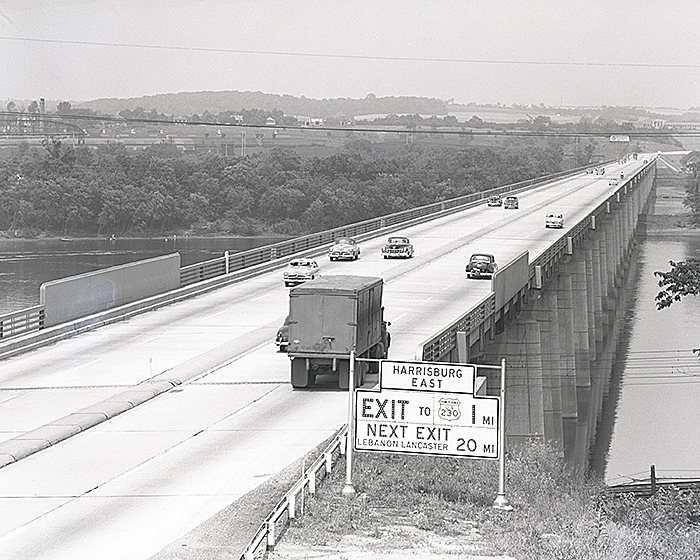 HARRISBURG
EAST
EXIT TO 230 1 MI
NEXT EXIT
LEBANON LANCASTER 20 MI